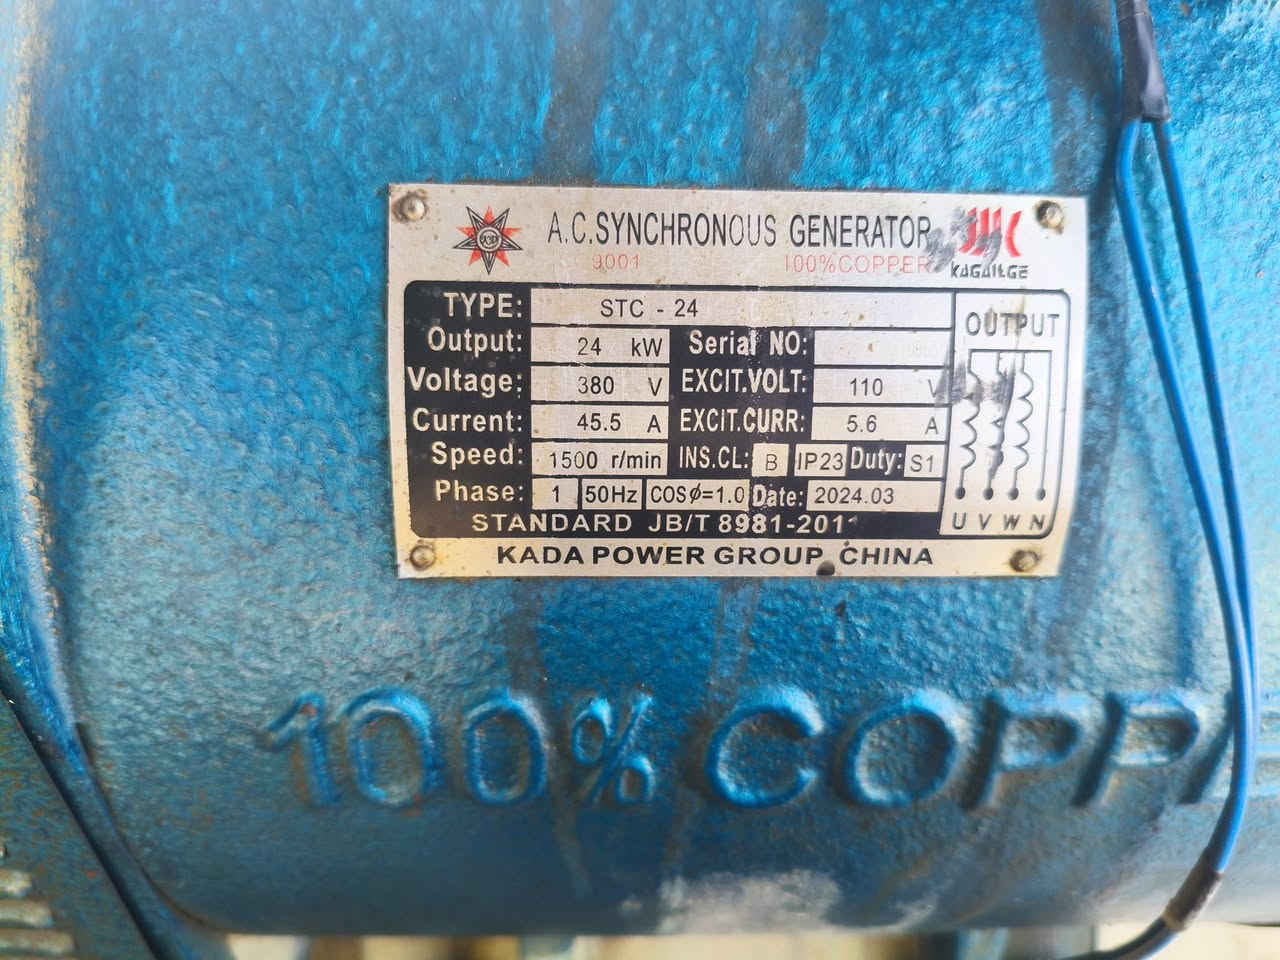 A.C.SYNCHRONOUS GENERATOR
9001 100%COPPER
KAGAILGE
TYPE: STC - 24
Output: 24 kW Serial NO:
Voltage: 380 V EXCIT.VOLT: 110 V
Current: 45.5 A EXCIT.CURR: 5.6 A
Speed: 1500 r/min INS.CL: B IP23 Duty: S1
Phase: 1 50Hz COSϕ=1.0 Date: 2024.03
OUTPUT
U V W N
STANDARD JB/T 8981-2011
KADA POWER GROUP CHINA
100% COPP